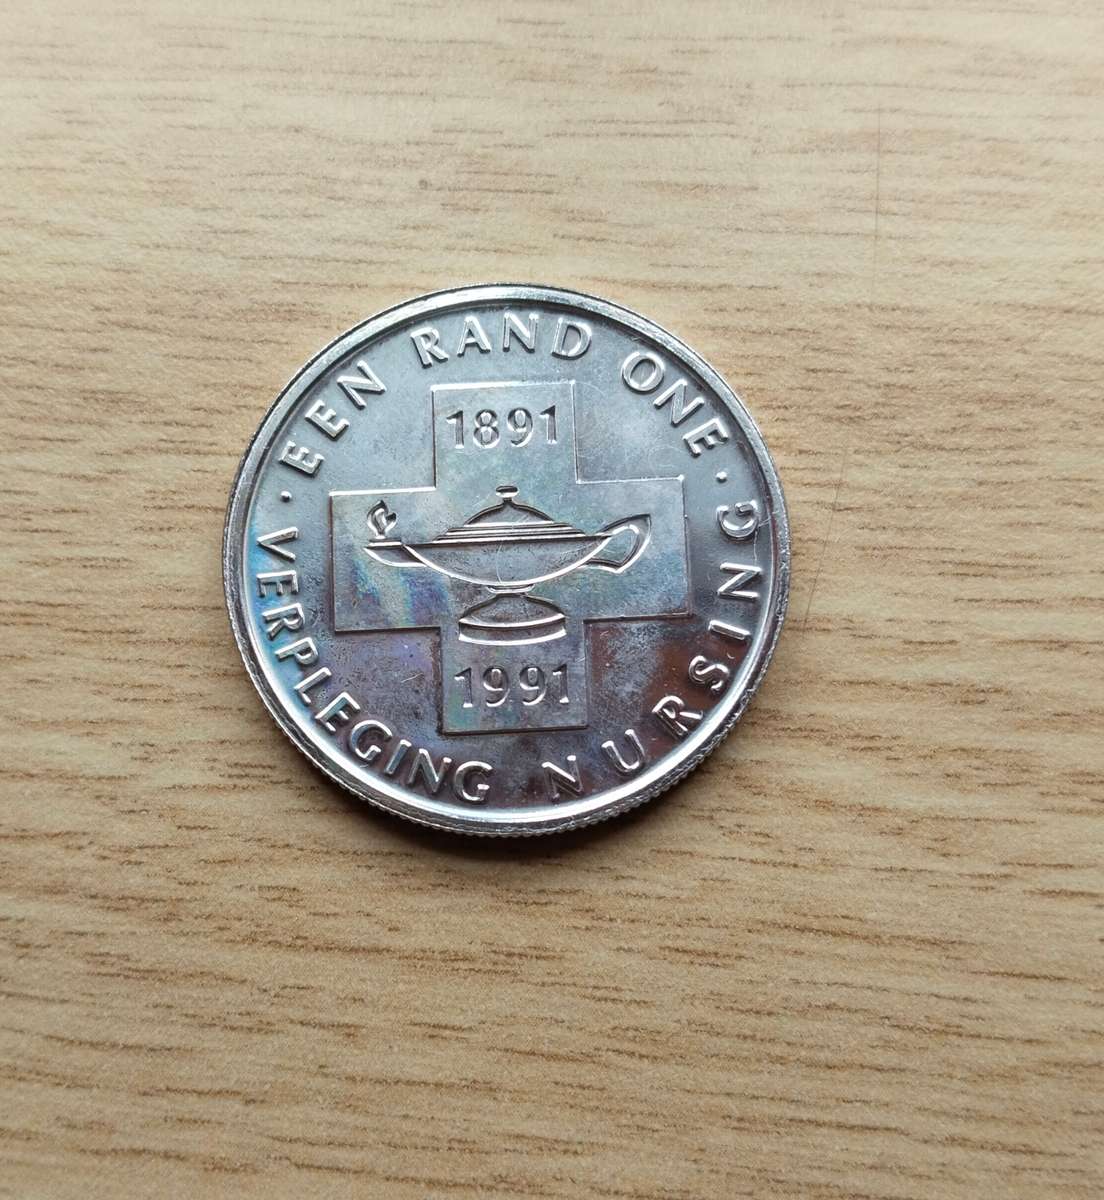 · EEN RAND ONE ·
1891
1991
VERPLEGING NURSING